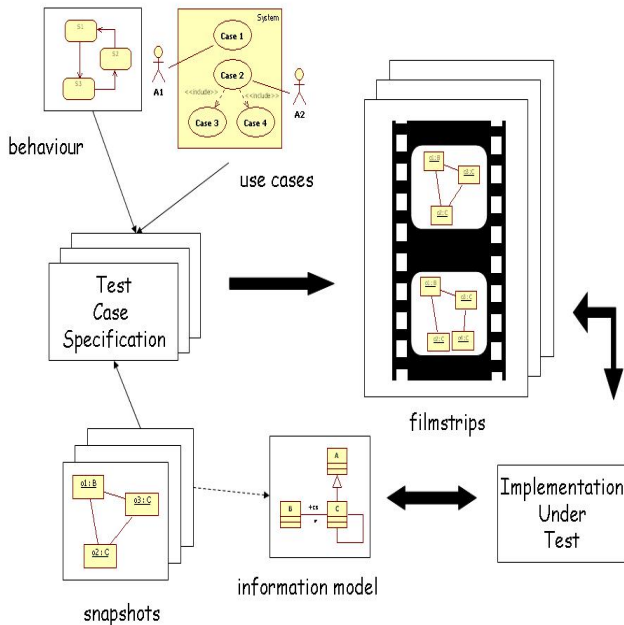 System
S1
S2
S3
Case 1
Case 2
<<include>>
<<include>>
Case 3
Case 4
A1
A2
behaviour
use cases
Test
Case
Specification
o1:B
o3:C
o2:C
snapshots
A
B
+cs
C
information model
filmstrips
Implementation
Under
Test